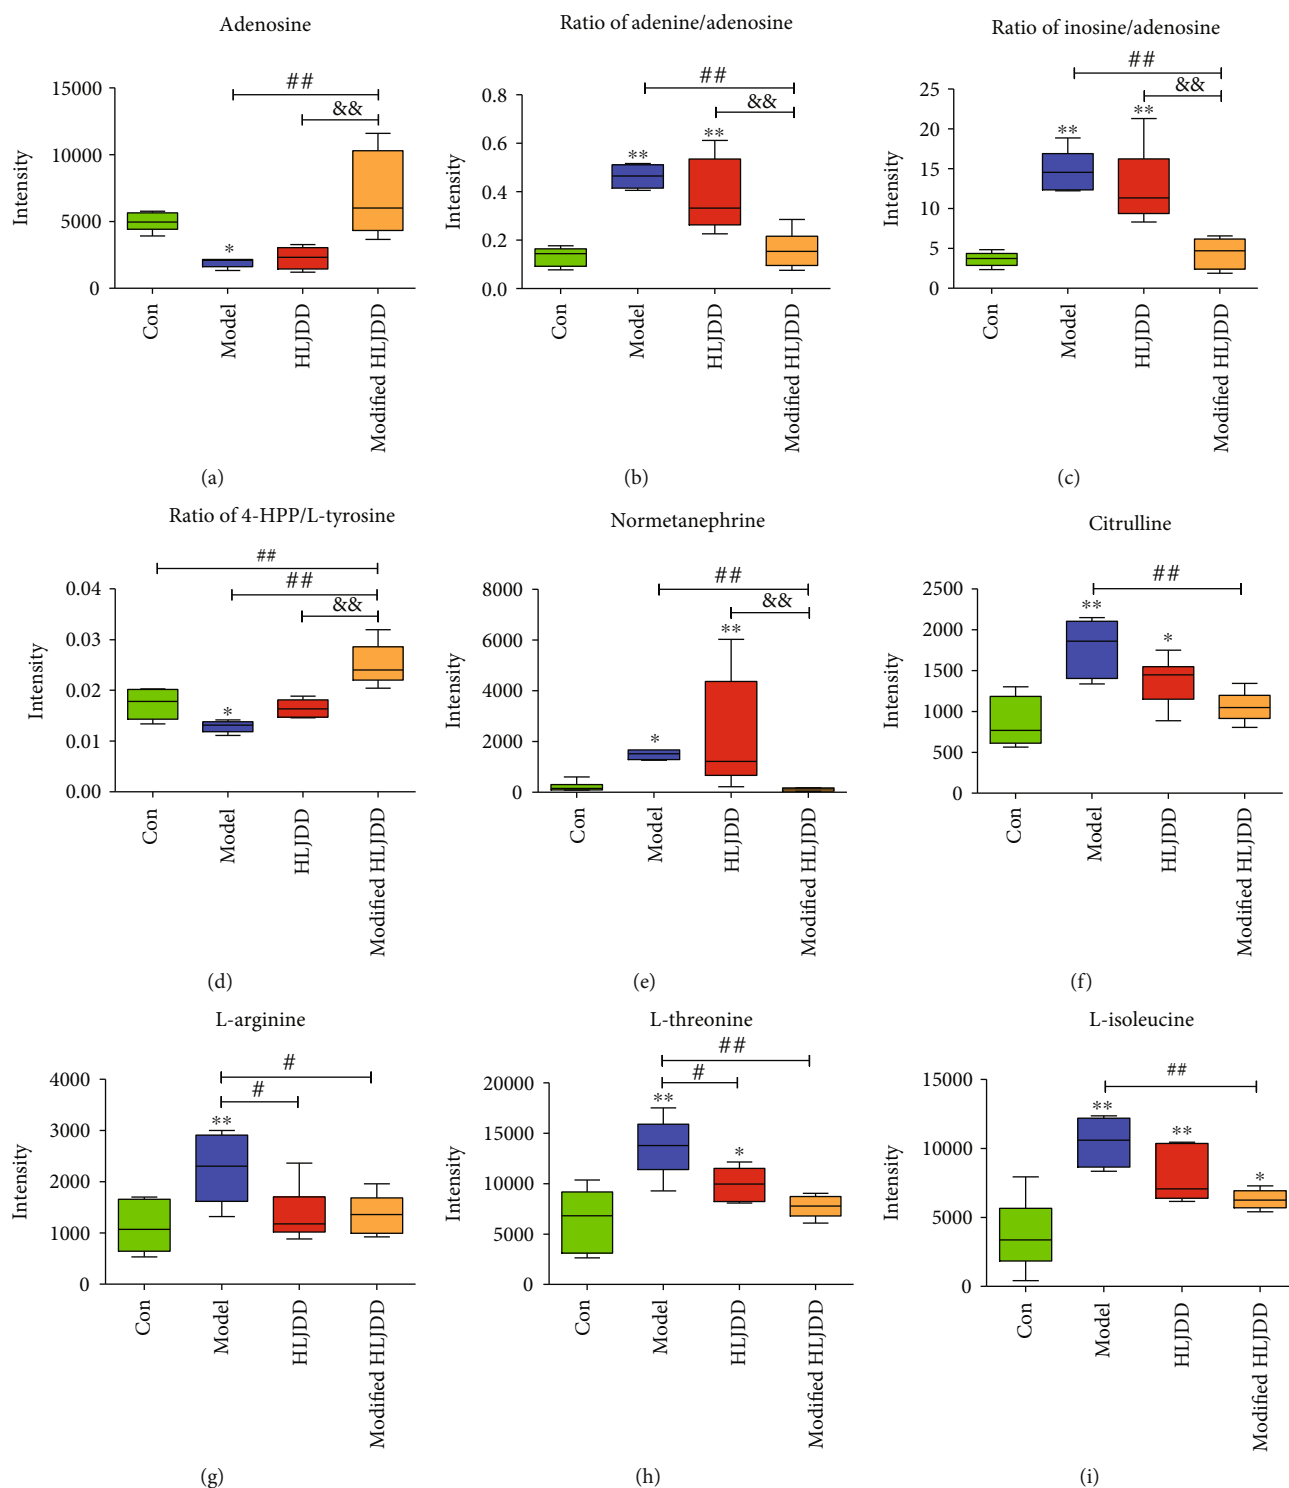 Adenosine
##
&&
15000
10000
5000
0
Intensity
*
Con
Model
HLJDD
Modified HLJDD
(a)
Ratio of adenine/adenosine
##
&&
0.8
0.6
0.4
0.2
0.0
Intensity
**
**
Con
Model
HLJDD
Modified HLJDD
(b)
Ratio of inosine/adenosine
##
&&
25
20
15
10
5
0
Intensity
**
**
Con
Model
HLJDD
Modified HLJDD
(c)
Ratio of 4-HPP/L-tyrosine
##
##
&&
0.04
0.03
0.02
0.01
0.00
Intensity
*
Con
Model
HLJDD
Modified HLJDD
(d)
Normetanephrine
##
&&
8000
6000
4000
2000
0
Intensity
*
**
Con
Model
HLJDD
Modified HLJDD
(e)
Citrulline
##
2500
2000
1500
1000
500
0
Intensity
**
*
Con
Model
HLJDD
Modified HLJDD
(f)
L-arginine
#
#
4000
3000
2000
1000
0
Intensity
**
Con
Model
HLJDD
Modified HLJDD
(g)
L-threonine
##
#
20000
15000
10000
5000
0
Intensity
**
*
Con
Model
HLJDD
Modified HLJDD
(h)
L-isoleucine
##
15000
10000
5000
0
Intensity
**
**
*
Con
Model
HLJDD
Modified HLJDD
(i)